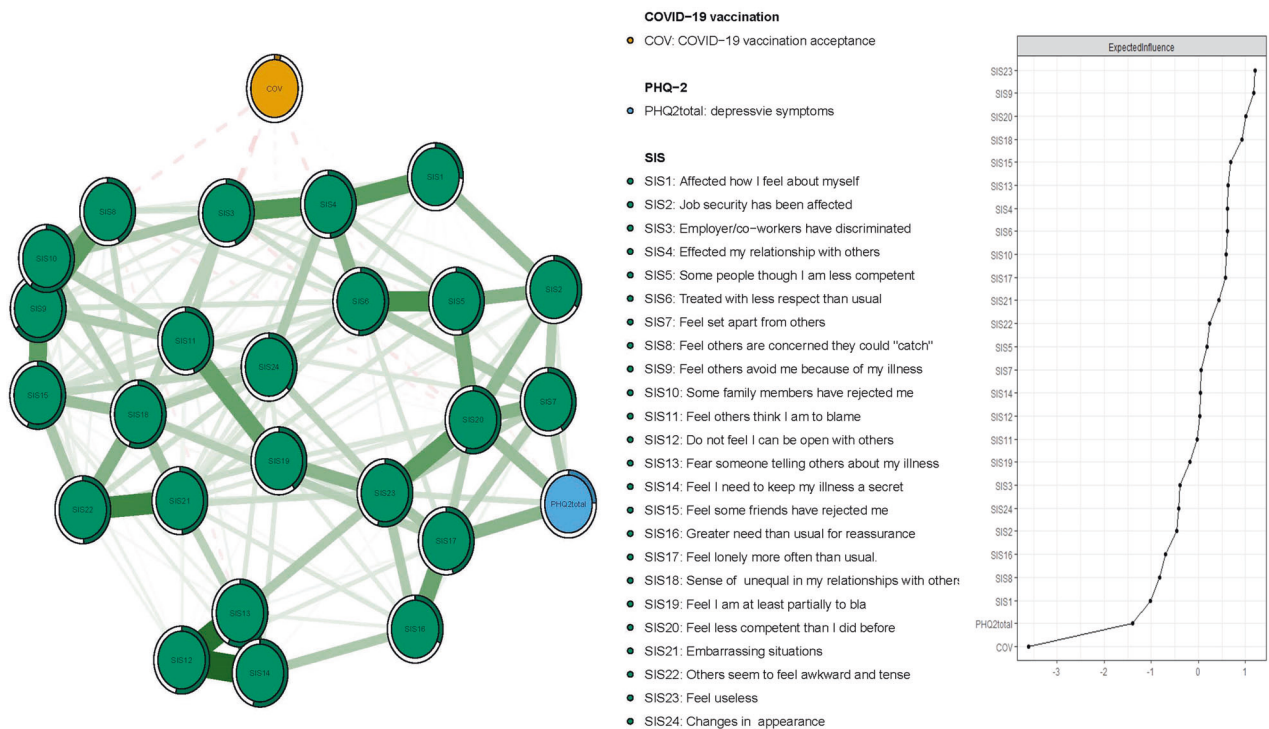 COV
SIS1
SIS8
SIS3
SIS4
SIS10
SIS9
SIS6
SIS5
SIS2
SIS11
SIS24
SIS15
SIS18
SIS7
SIS20
SIS19
SIS23
SIS21
SIS22
PHQ2total
SIS17
SIS13
SIS16
SIS12
SIS14
COVID−19 vaccination
COV: COVID−19 vaccination acceptance
PHQ−2
PHQ2total: depressvie symptoms
SIS
SIS1: Affected how I feel about myself
SIS2: Job security has been affected
SIS3: Employer/co−workers have discriminated
SIS4: Effected my relationship with others
SIS5: Some people though I am less competent
SIS6: Treated with less respect than usual
SIS7: Feel set apart from others
SIS8: Feel others are concerned they could "catch"
SIS9: Feel others avoid me because of my illness
SIS10: Some family members have rejected me
SIS11: Feel others think I am to blame
SIS12: Do not feel I can be open with others
SIS13: Fear someone telling others about my illness
SIS14: Feel I need to keep my illness a secret
SIS15: Feel some friends have rejected me
SIS16: Greater need than usual for reassurance
SIS17: Feel lonely more often than usual.
SIS18: Sense of unequal in my relationships with others
SIS19: Feel I am at least partially to bla
SIS20: Feel less competent than I did before
SIS21: Embarrassing situations
SIS22: Others seem to feel awkward and tense
SIS23: Feel useless
SIS24: Changes in appearance
ExpectedInfluence
SIS23
SIS9
SIS20
SIS18
SIS15
SIS13
SIS4
SIS6
SIS10
SIS17
SIS21
SIS22
SIS5
SIS7
SIS14
SIS12
SIS11
SIS19
SIS3
SIS24
SIS2
SIS16
SIS8
SIS1
PHQ2total
COV
-3 -2 -1 0 1